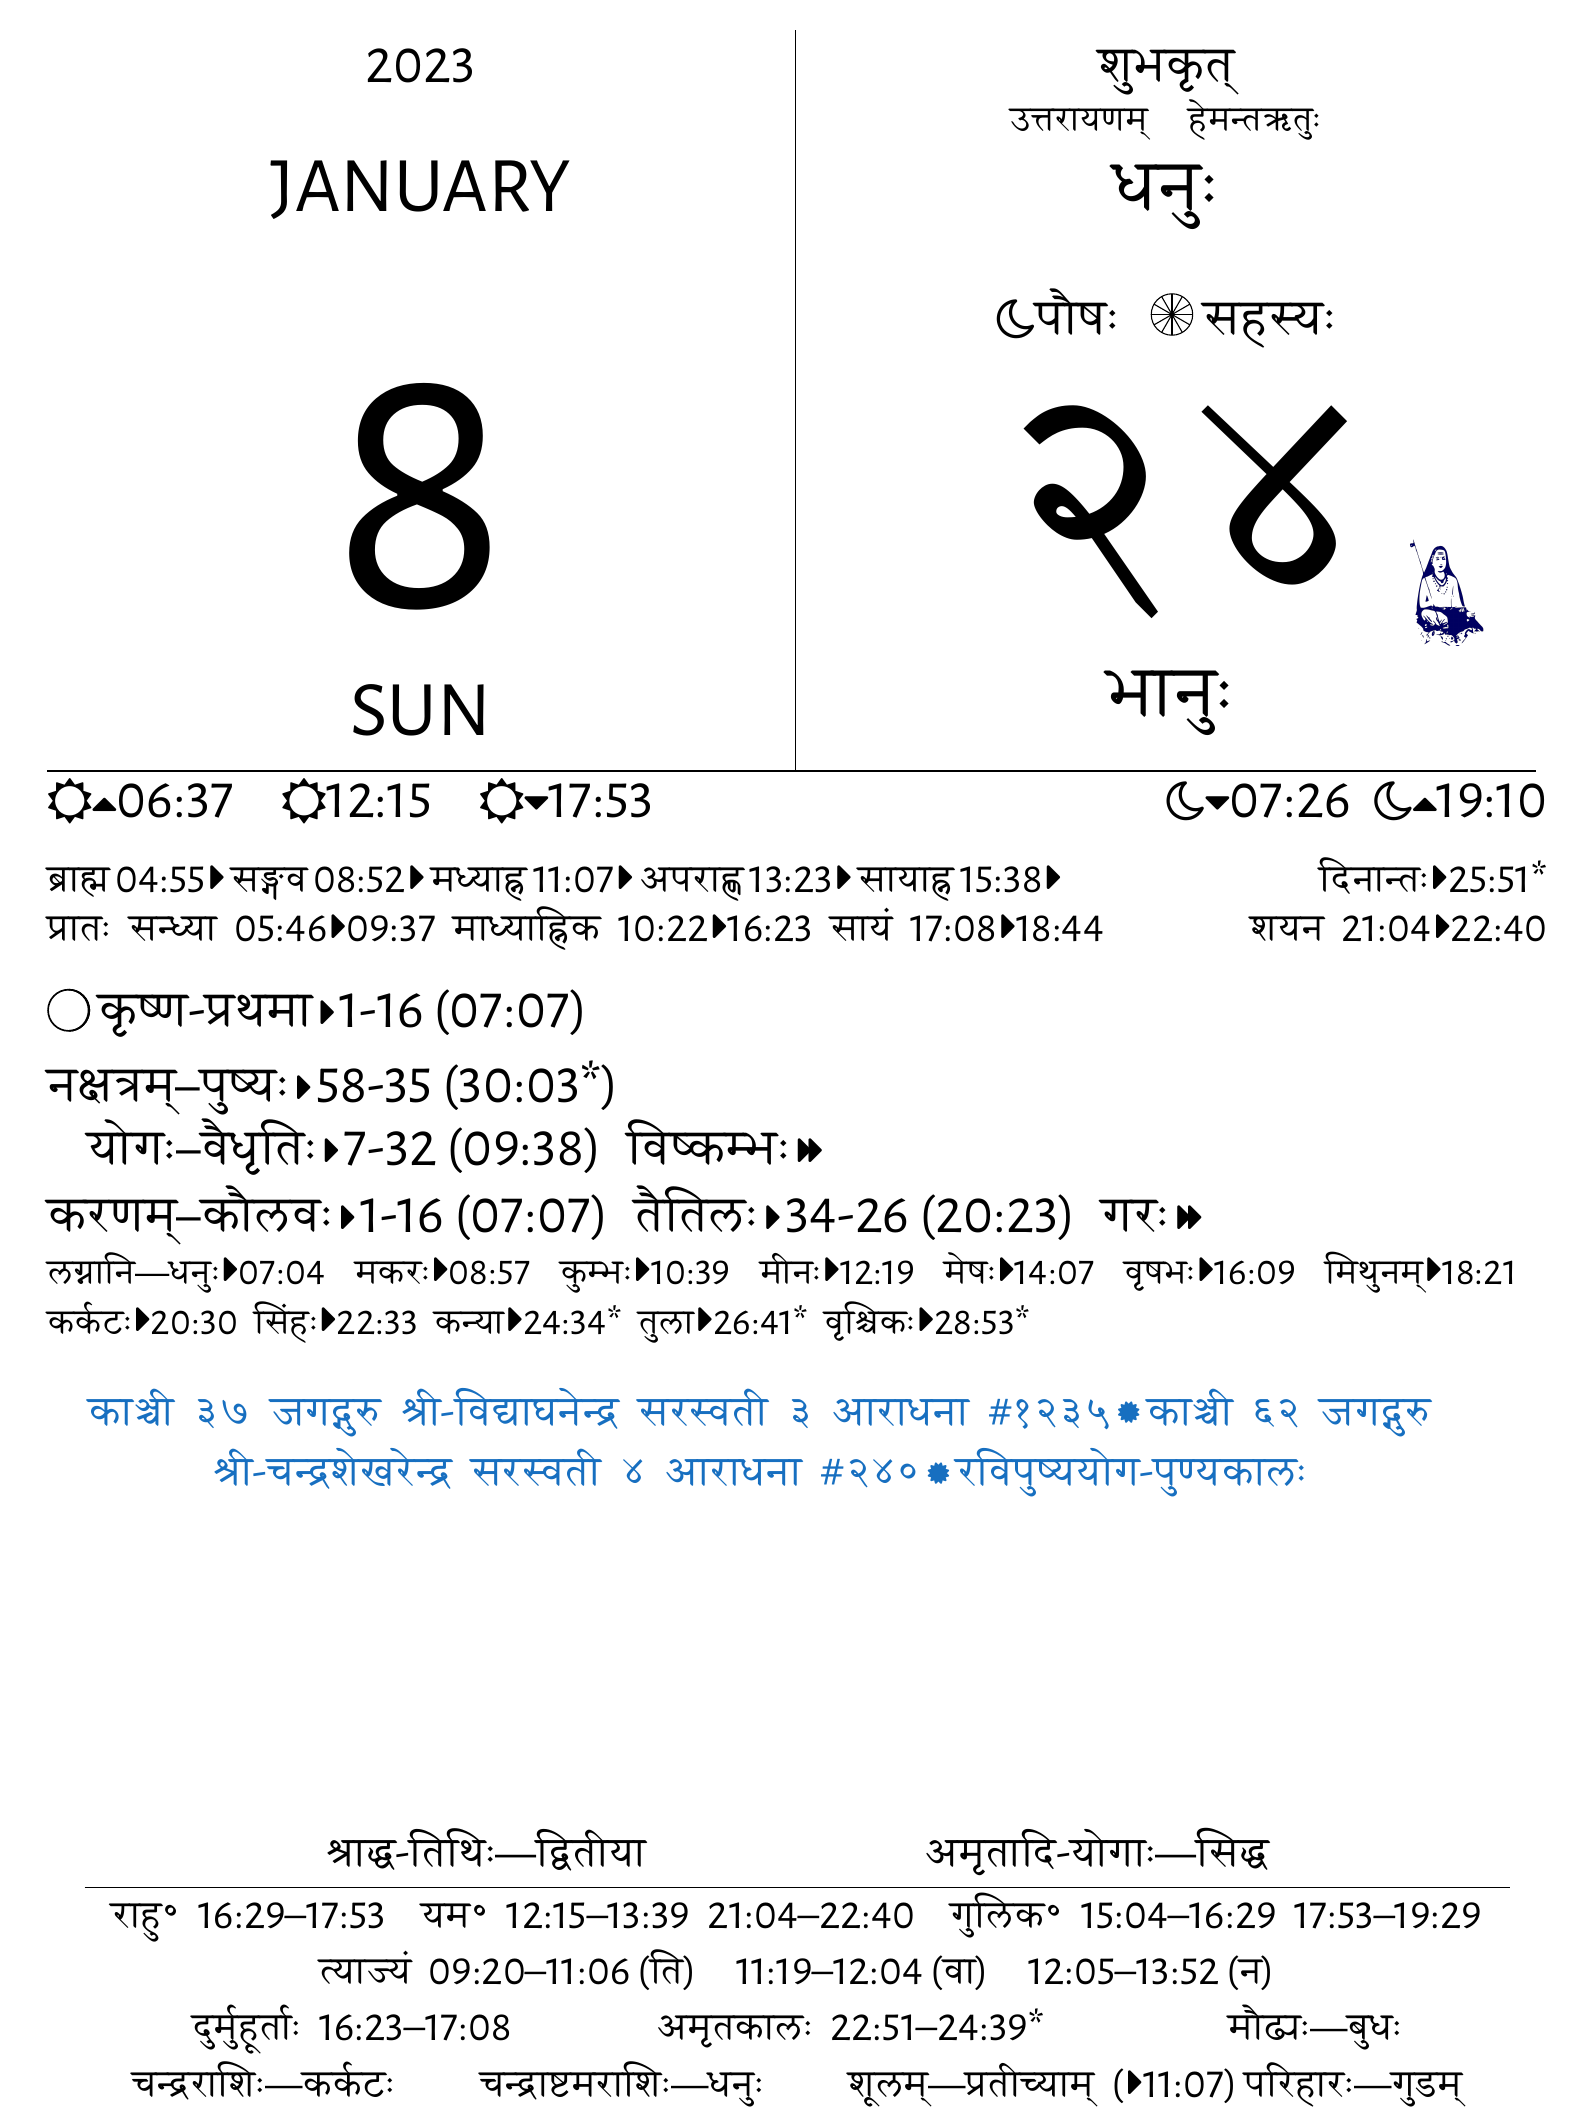 2023
JANUARY
8
SUN
शुभकृत्
उत्तरायणम् हेमन्तऋतुः
धनुः
पौषः सहस्यः
२४
भानुः
06:37 12:15 17:53 07:26 19:10
ब्राह्म 04:55 सङ्गव 08:52 मध्याह्न 11:07 अपराह्ण 13:23 सायाह्न 15:38 दिनान्तः 25:51*
प्रातः सन्ध्या 05:46 09:37 माध्याह्निक 10:22 16:23 सायं 17:08 18:44 शयन 21:04 22:40
कृष्ण-प्रथमा 1-16 (07:07)
नक्षत्रम्–पुष्यः 58-35 (30:03*)
योगः–वैधृतिः 7-32 (09:38) विष्कम्भः
करणम्–कौलवः 1-16 (07:07) तैतिलः 34-26 (20:23) गरः
लग्नानि—धनुः 07:04 मकरः 08:57 कुम्भः 10:39 मीनः 12:19 मेषः 14:07 वृषभः 16:09 मिथुनम् 18:21
कर्कटः 20:30 सिंहः 22:33 कन्या 24:34* तुला 26:41* वृश्चिकः 28:53*
काञ्ची ३७ जगद्गुरु श्री-विद्याघनेन्द्र सरस्वती ३ आराधना #१२३५ काञ्ची ६२ जगद्गुरु
श्री-चन्द्रशेखरेन्द्र सरस्वती ४ आराधना #२४० रविपुष्ययोग-पुण्यकालः
श्राद्ध-तिथिः—द्वितीया अमृतादि-योगाः—सिद्ध
राहु॰ 16:29–17:53 यम॰ 12:15–13:39 21:04–22:40 गुलिक॰ 15:04–16:29 17:53–19:29
त्याज्यं 09:20–11:06 (ति) 11:19–12:04 (वा) 12:05–13:52 (न)
दुर्मुहूर्ताः 16:23–17:08 अमृतकालः 22:51–24:39* मौढ्यः—बुधः
चन्द्रराशिः—कर्कटः चन्द्राष्टमराशिः—धनुः शूलम्—प्रतीच्याम् (11:07) परिहारः—गुडम्